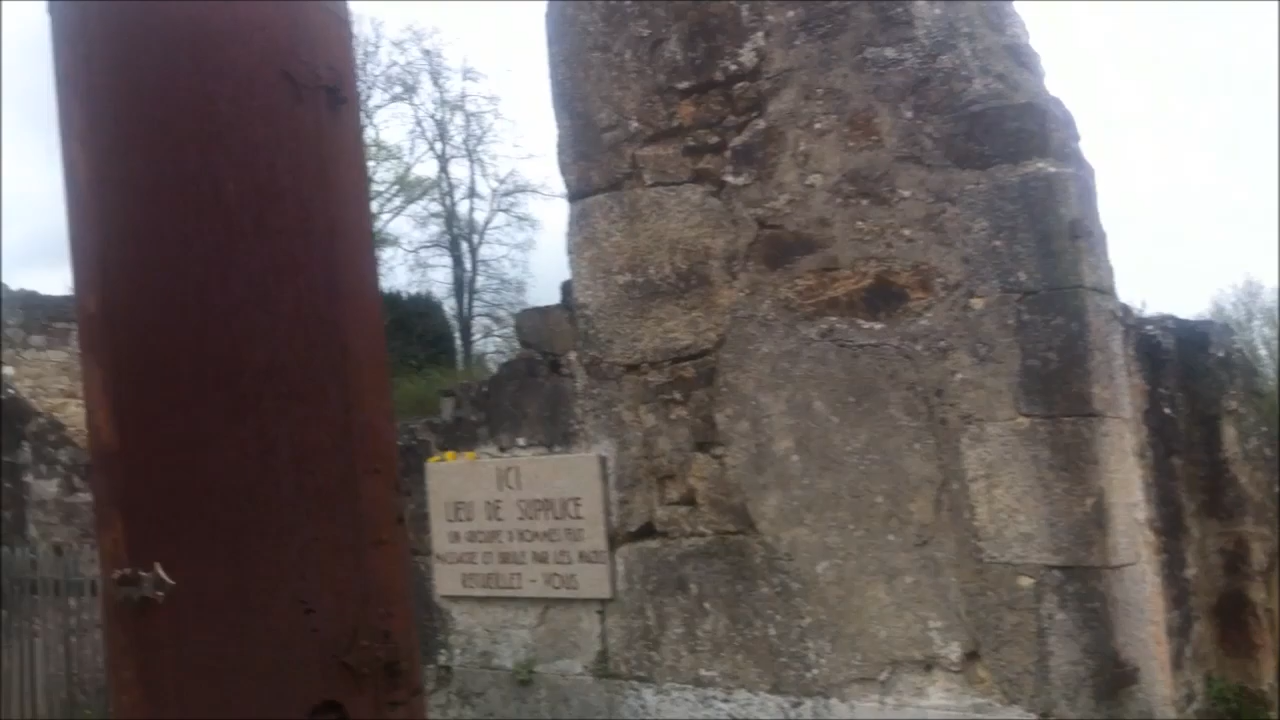 ICI
LIEU DE SUPPLICE
UN GROUPE D'HOMMES FUT
MASSACRE ET BRULE PAR LES NAZIS
RECUEILLEZ - VOUS